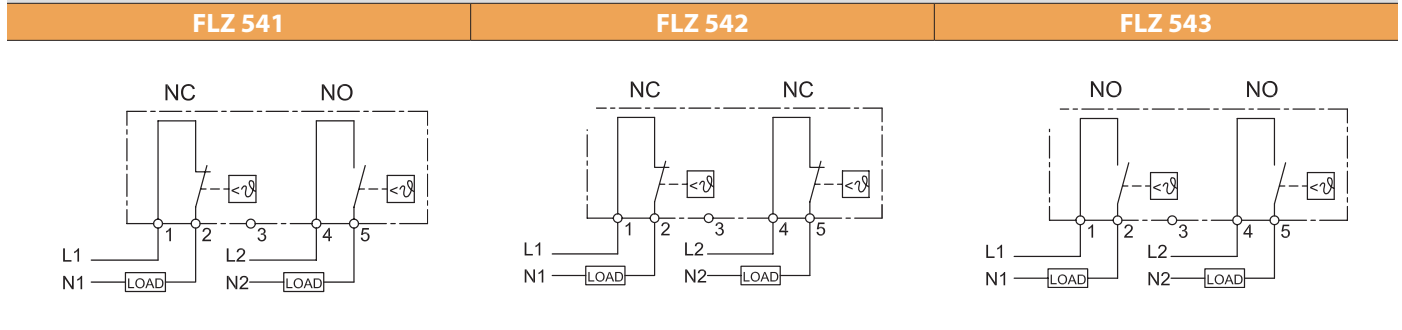 FLZ 541 FLZ 542 FLZ 543
NC NO NC NC NO NO
<ϑ <ϑ <ϑ <ϑ <ϑ <ϑ
1 2 3 4 5 1 2 3 4 5 1 2 3 4 5
L1 L2 L1 L2 L1 L2
N1 LOAD N2 LOAD N1 LOAD N2 LOAD N1 LOAD N2 LOAD